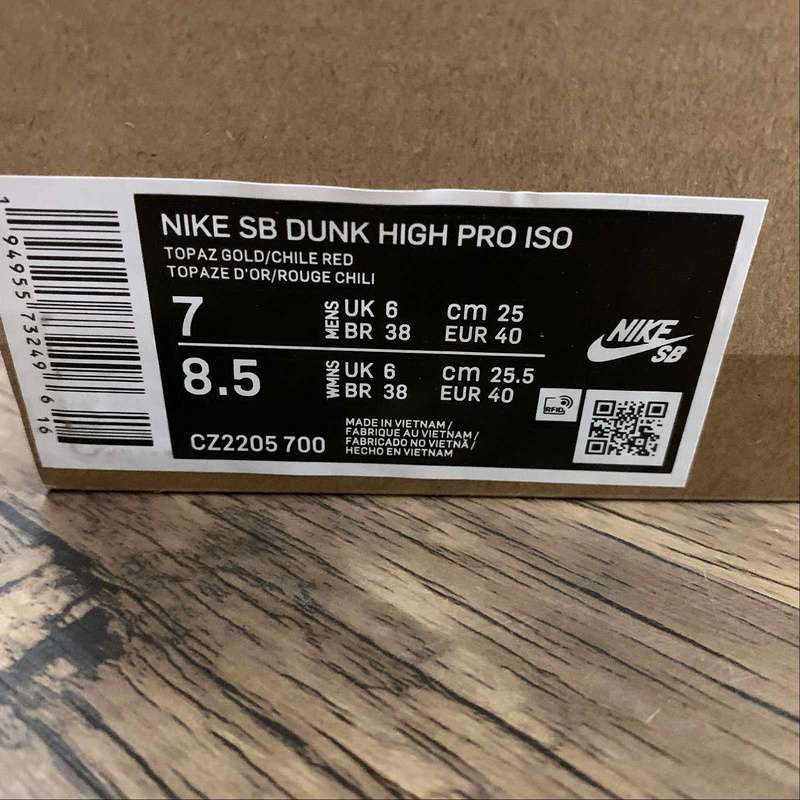 1 94955 73249 6 16
NIKE SB DUNK HIGH PRO ISO
TOPAZ GOLD/CHILE RED
TOPAZE D'OR/ROUGE CHILI
7 MENS UK 6 cm 25
BR 38 EUR 40
8.5 WMNS UK 6 cm 25.5
BR 38 EUR 40
NIKE
SB
RFID
CZ2205 700
MADE IN VIETNAM/
FABRIQUE AU VIETNAM/
FABRICADO NO VIETNÃ/
HECHO EN VIETNAM